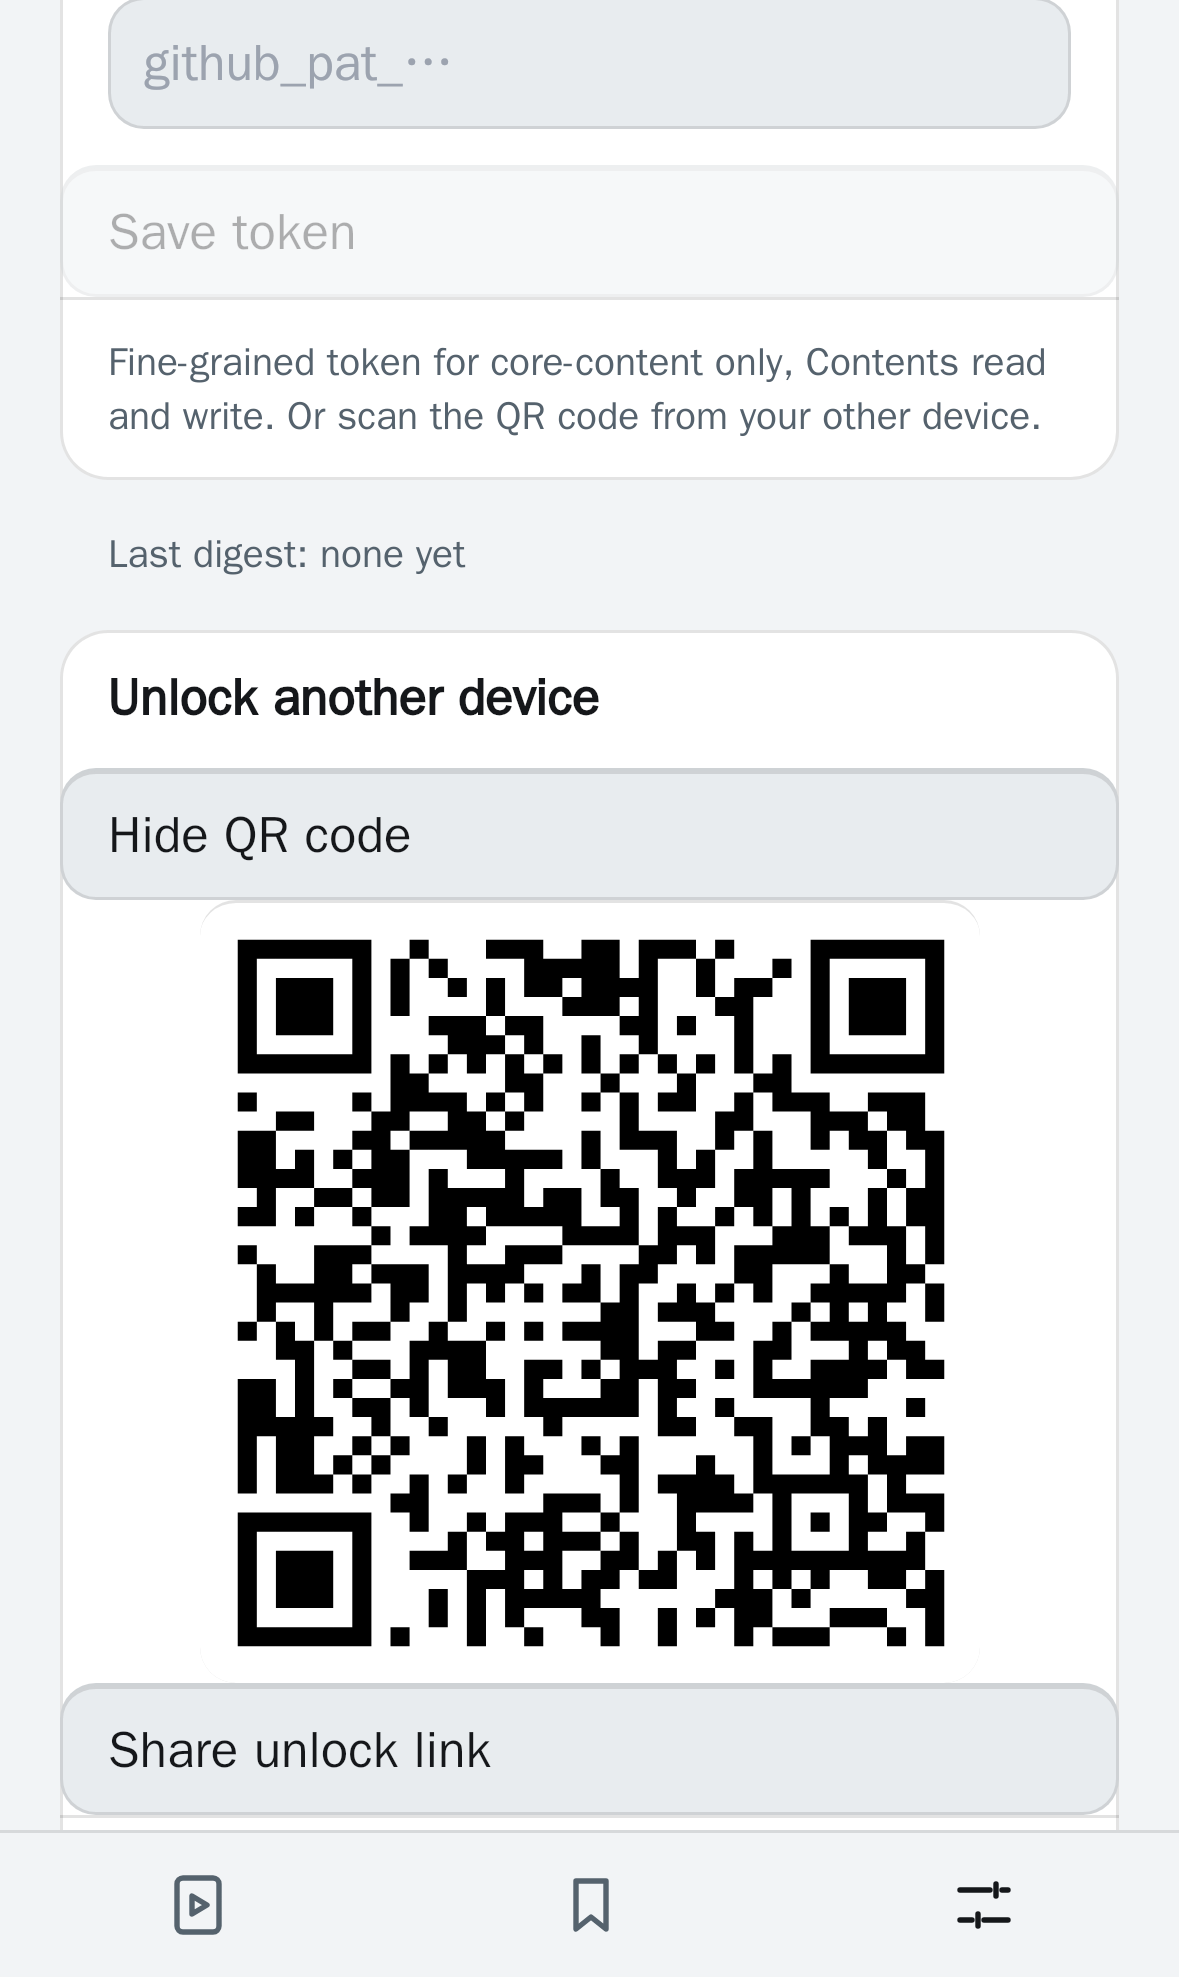 github_pat_…
Save token
Fine-grained token for core-content only, Contents read
and write. Or scan the QR code from your other device.
Last digest: none yet
Unlock another device
Hide QR code
Share unlock link